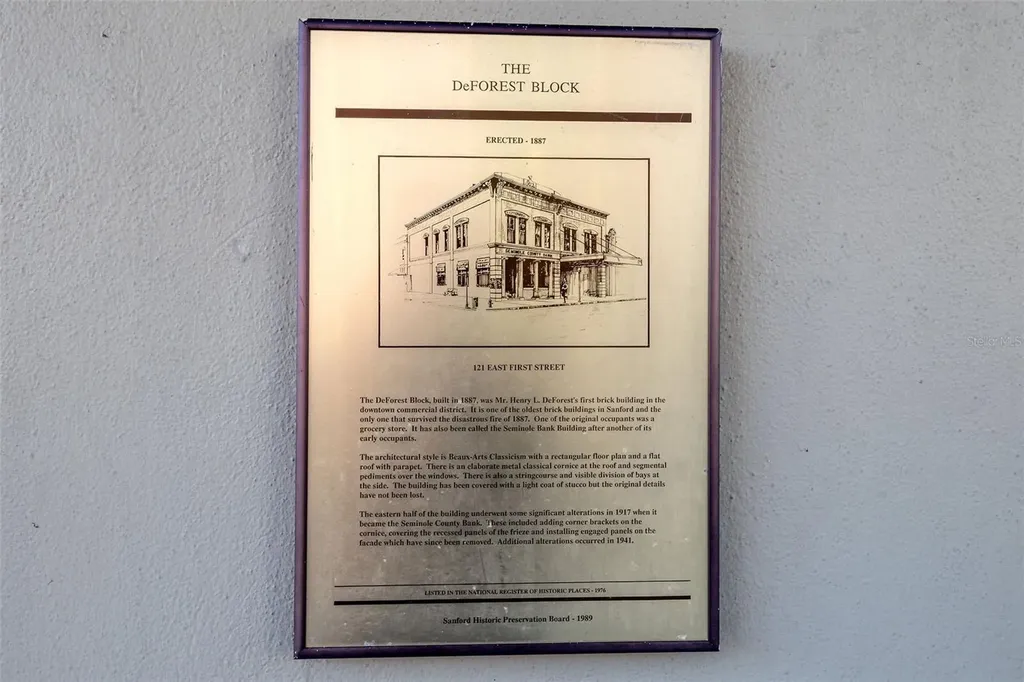 THE
DeFOREST BLOCK
ERECTED - 1887
SEMINOLE COUNTY BANK
121 EAST FIRST STREET
The DeForest Block, built in 1887, was Mr. Henry L. DeForest's first brick building in the
downtown commercial district. It is one of the oldest brick buildings in Sanford and the
only one that survived the disastrous fire of 1887. One of the original occupants was a
grocery store. It has also been called the Seminole Bank Building after another of its
early occupants.
The architectural style is Beaux-Arts Classicism with a rectangular floor plan and a flat
roof with parapet. There is an elaborate metal classical cornice at the roof and segmental
pediments over the windows. There is also a stringcourse and visible division of bays at
the side. The building has been covered with a light coat of stucco but the original details
have not been lost.
The eastern half of the building underwent some significant alterations in 1917 when it
became the Seminole County Bank. These included adding corner brackets on the
cornice, covering the recessed panels of the frieze and installing engaged panels on the
facade which have since been removed. Additional alterations occurred in 1941.
LISTED IN THE NATIONAL REGISTER OF HISTORIC PLACES - 1976
Sanford Historic Preservation Board - 1989
Stellar MLS